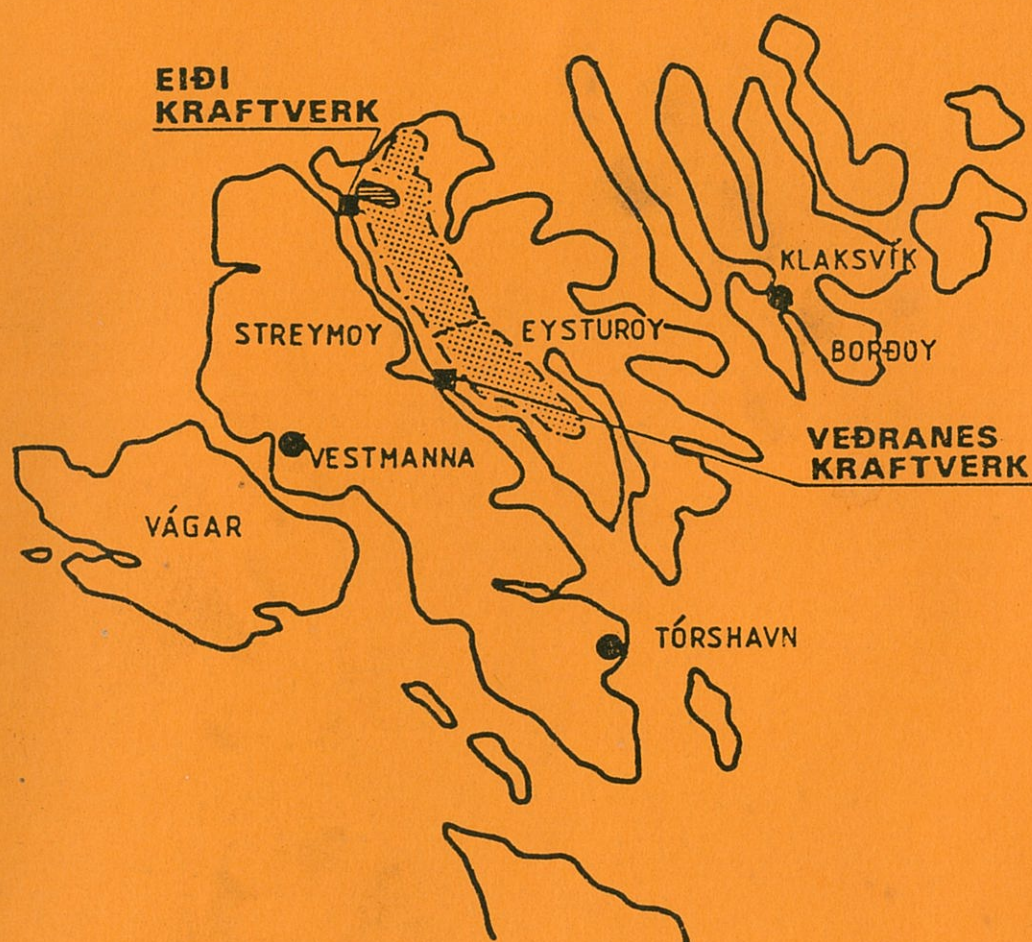 EIÐI
KRAFTVERK
KLAKSVÍK
STREYMOY
EYSTUROY
BORÐOY
VEÐRANES
KRAFTVERK
VESTMANNA
VÁGAR
TÓRSHAVN